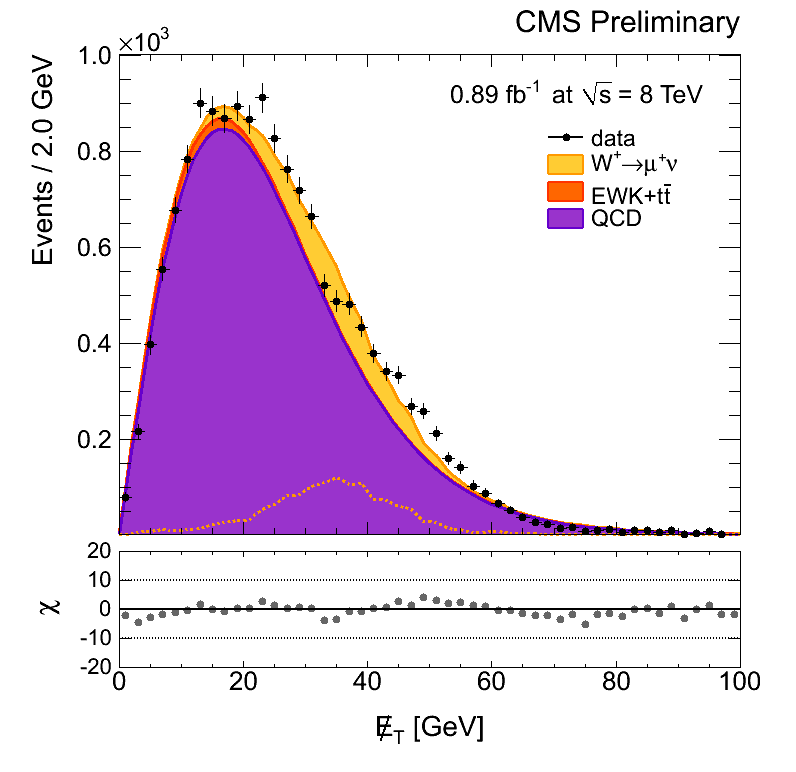 CMS Preliminary
×10³
1.0
0.8
0.6
0.4
0.2
Events / 2.0 GeV
0.89 fb⁻¹ at √s = 8 TeV
data
W⁺→μ⁺ν
EWK+tt̄
QCD
20
10
0
-10
-20
χ
0 20 40 60 80 100
E̸_T [GeV]